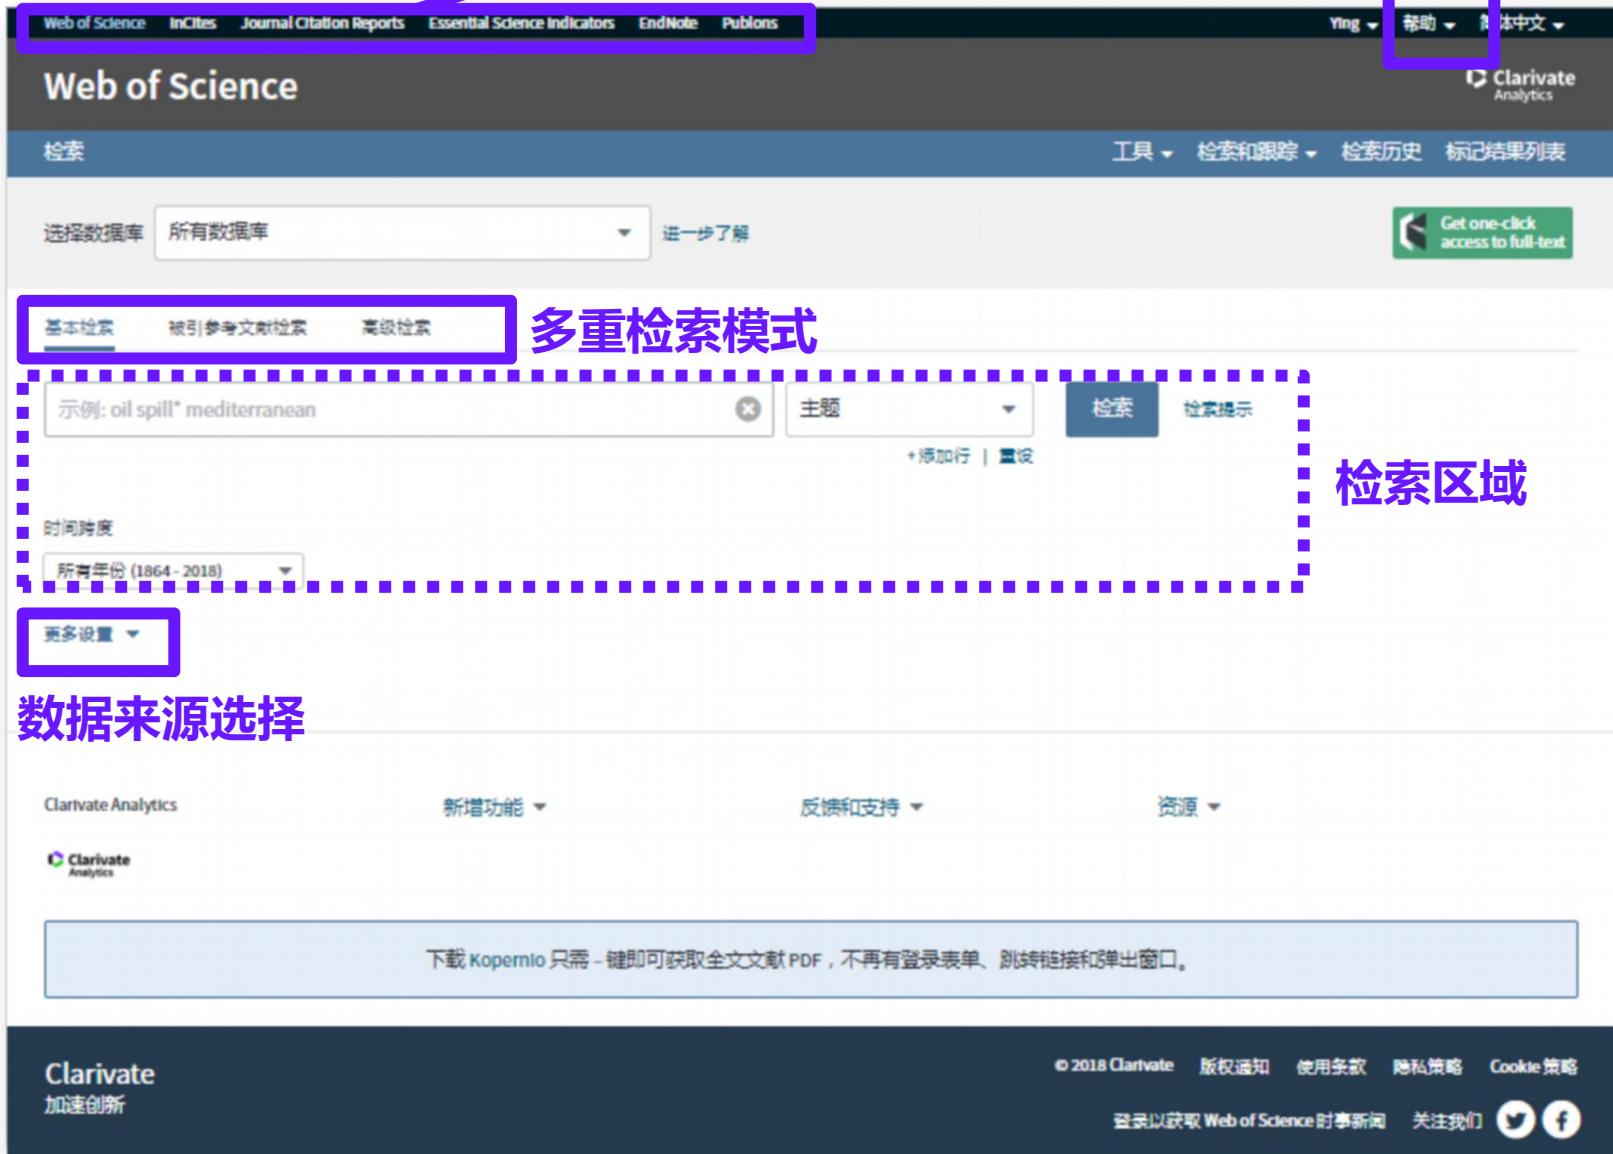 Web of Science InCites Journal Citation Reports Essential Science Indicators EndNote Publons Ying 帮助 简体中文
Web of Science
Clarivate
Analytics
检索 工具 检索和跟踪 检索历史 标记结果列表
选择数据库 所有数据库 进一步了解
Get one-click
access to full-text
基本检索 被引参考文献检索 高级检索 多重检索模式
示例: oil spill* mediterranean 主题 检索 检索提示
+添加行 | 重设
检索区域
时间跨度
所有年份 (1864 - 2018)
更多设置
数据来源选择
Clarivate Analytics 新增功能 反馈和支持 资源
Clarivate
Analytics
下载 Kopernio 只需 – 键即可获取全文文献 PDF，不再有登录表单、跳转链接和弹出窗口。
Clarivate
加速创新
© 2018 Clarivate 版权通知 使用条款 隐私策略 Cookie 策略
登录以获取 Web of Science 时事新闻 关注我们